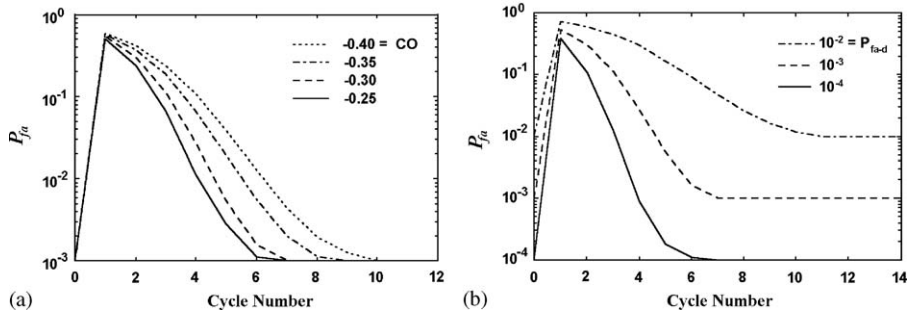 (a)
P_fa
10^0
10^-1
10^-2
10^-3
-0.40 = CO
-0.35
-0.30
-0.25
0 2 4 6 8 10 12
Cycle Number
(b)
P_fa
10^0
10^-1
10^-2
10^-3
10^-4
10^-2 = P_fa-d
10^-3
10^-4
0 2 4 6 8 10 12 14
Cycle Number